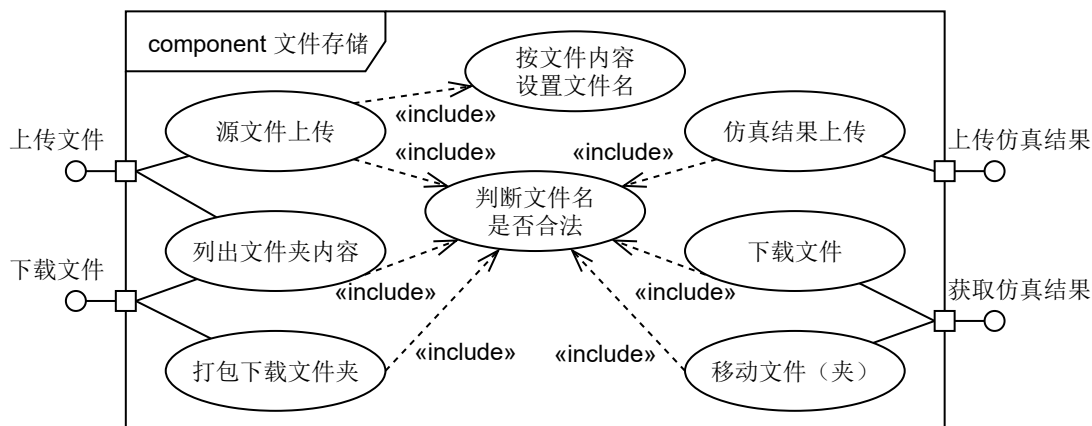 component 文件存储
按文件内容
设置文件名
«include»
上传文件
源文件上传
仿真结果上传
上传仿真结果
«include»
«include»
判断文件名
是否合法
下载文件
列出文件夹内容
下载文件
获取仿真结果
«include»
«include»
打包下载文件夹
«include»
«include»
移动文件（夹）